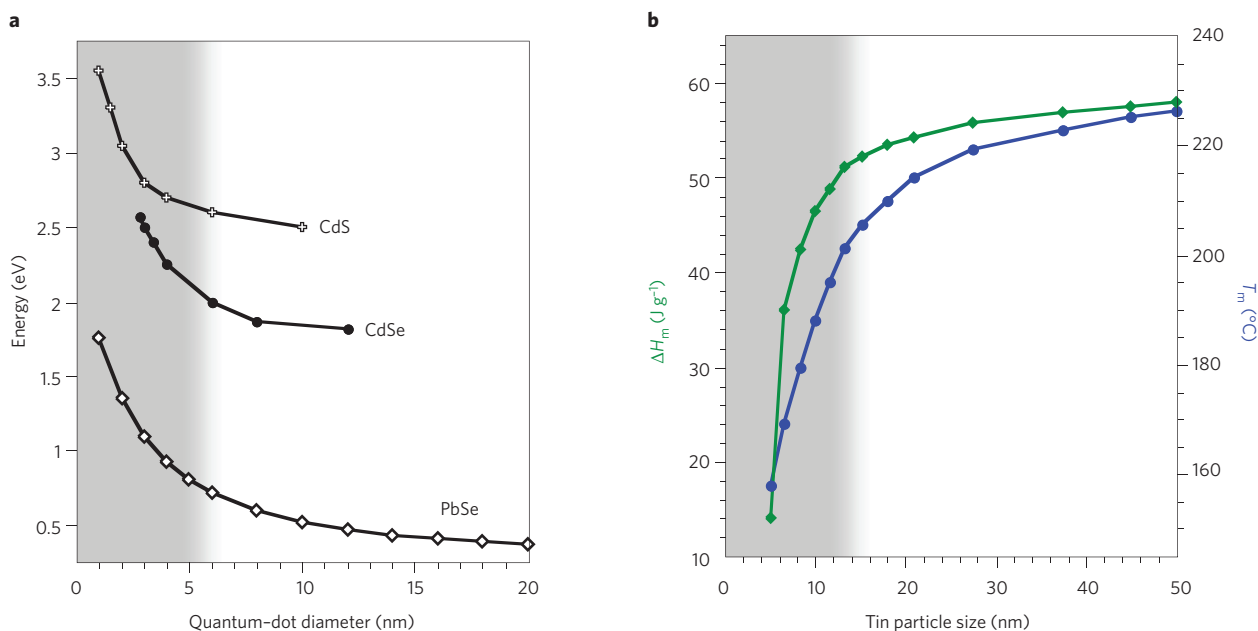 a
3.5
3
2.5
2
1.5
1
0.5
Energy (eV)
CdS
CdSe
PbSe
0 5 10 15 20
Quantum–dot diameter (nm)
b
60
50
40
30
20
10
ΔHm (J g–1)
240
220
200
180
160
Tm (°C)
0 10 20 30 40 50
Tin particle size (nm)